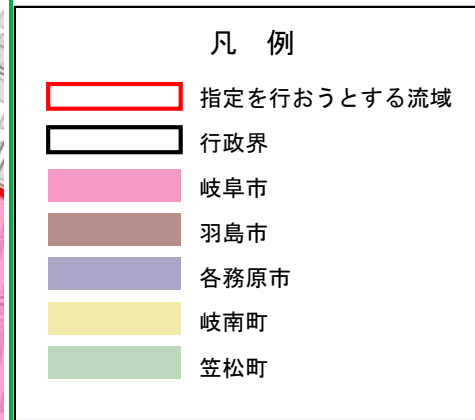 凡 例
指定を行おうとする流域
行政界
岐阜市
羽島市
各務原市
岐南町
笠松町